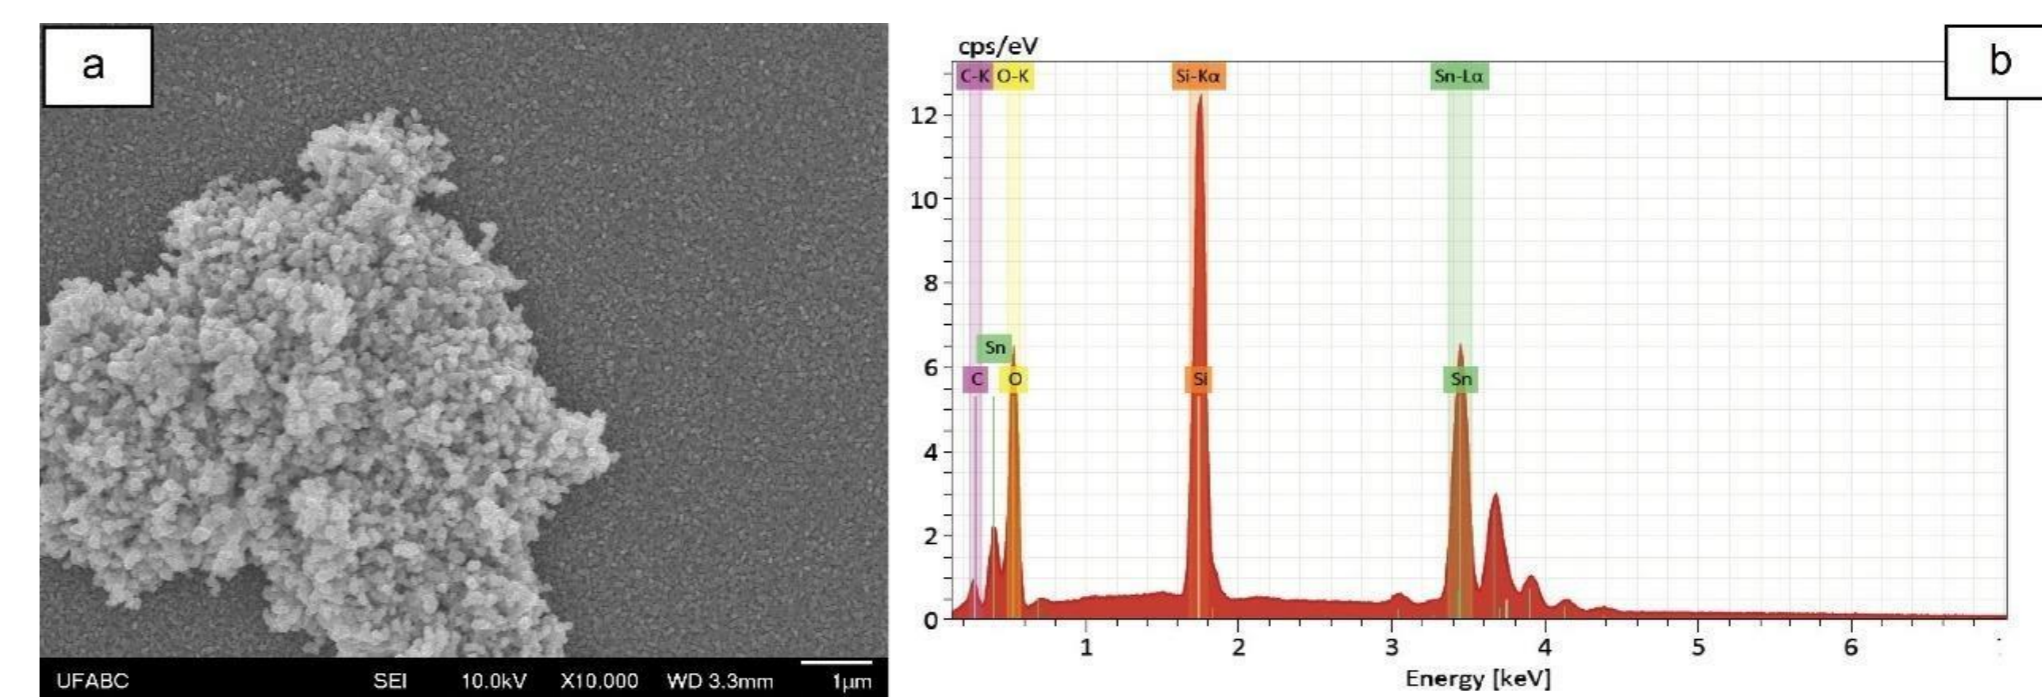 a
UFABC SEI 10.0kV X10,000 WD 3.3mm 1μm
b
cps/eV
C-K O-K Si-Kα Sn-Lα
12
10
8
Sn
6
C O Si Sn
4
2
0
1 2 3 4 5 6
Energy [keV]